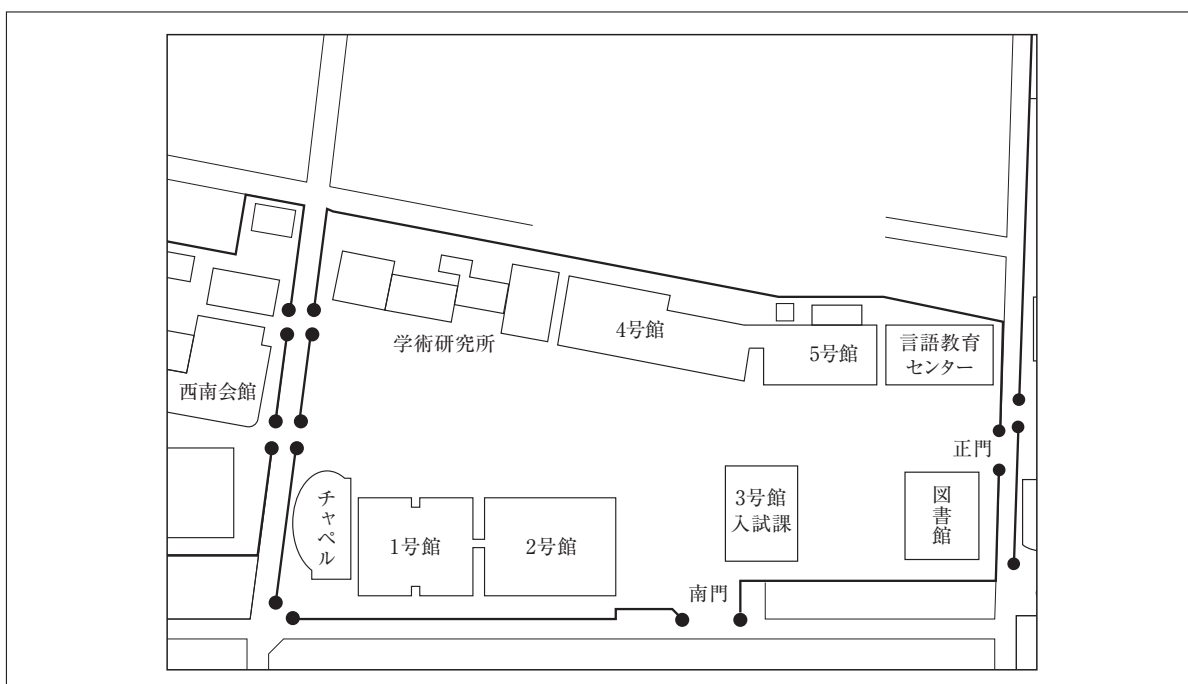 4号館
学術研究所
5号館
言語教育
センター
西南会館
正門
チャペル
1号館
2号館
3号館
入試課
図書館
南門